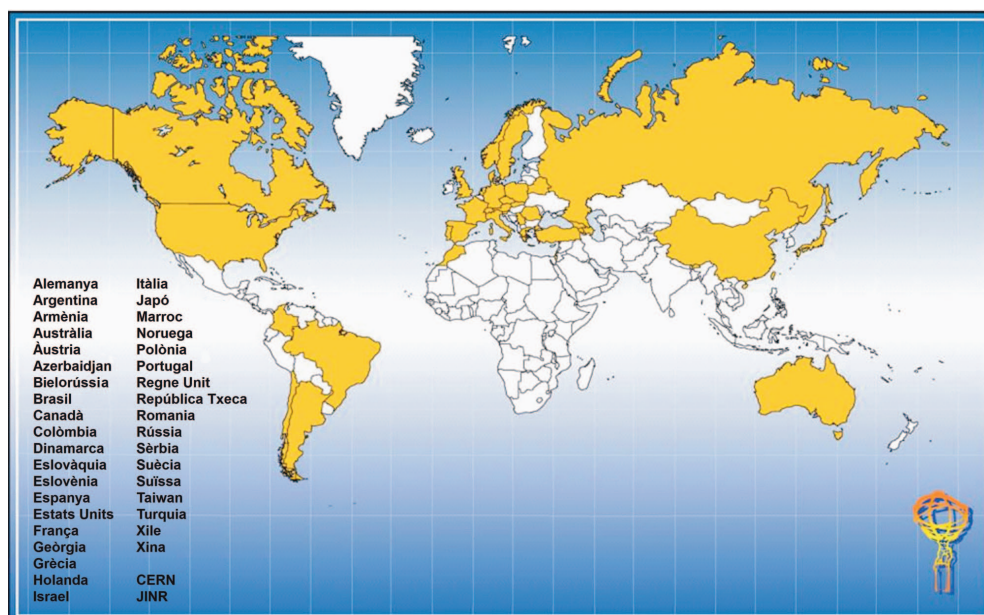 Alemanya
Argentina
Armènia
Austràlia
Àustria
Azerbaidjan
Bielorússia
Brasil
Canadà
Colòmbia
Dinamarca
Eslovàquia
Eslovènia
Espanya
Estats Units
França
Geòrgia
Grècia
Holanda
Israel
Itàlia
Japó
Marroc
Noruega
Polònia
Portugal
Regne Unit
República Txeca
Romania
Rússia
Sèrbia
Suècia
Suïssa
Taiwan
Turquia
Xile
Xina
CERN
JINR